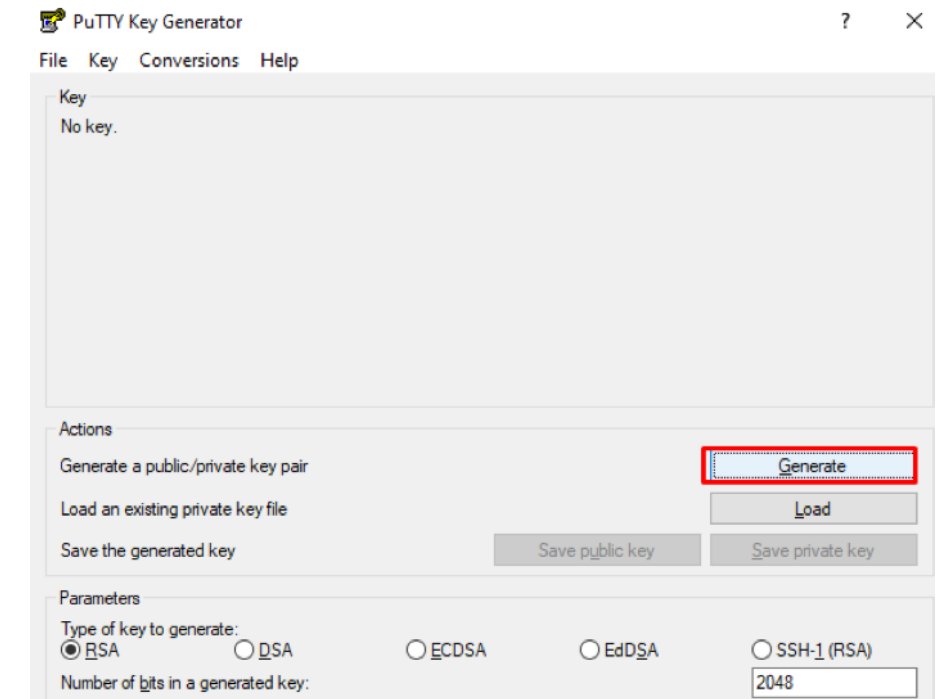 PuTTY Key Generator ?
File Key Conversions Help
Key
No key.
Actions
Generate a public/private key pair Generate
Load an existing private key file Load
Save the generated key Save public key Save private key
Parameters
Type of key to generate:
RSA DSA ECDSA EdDSA SSH-1 (RSA)
Number of bits in a generated key: 2048